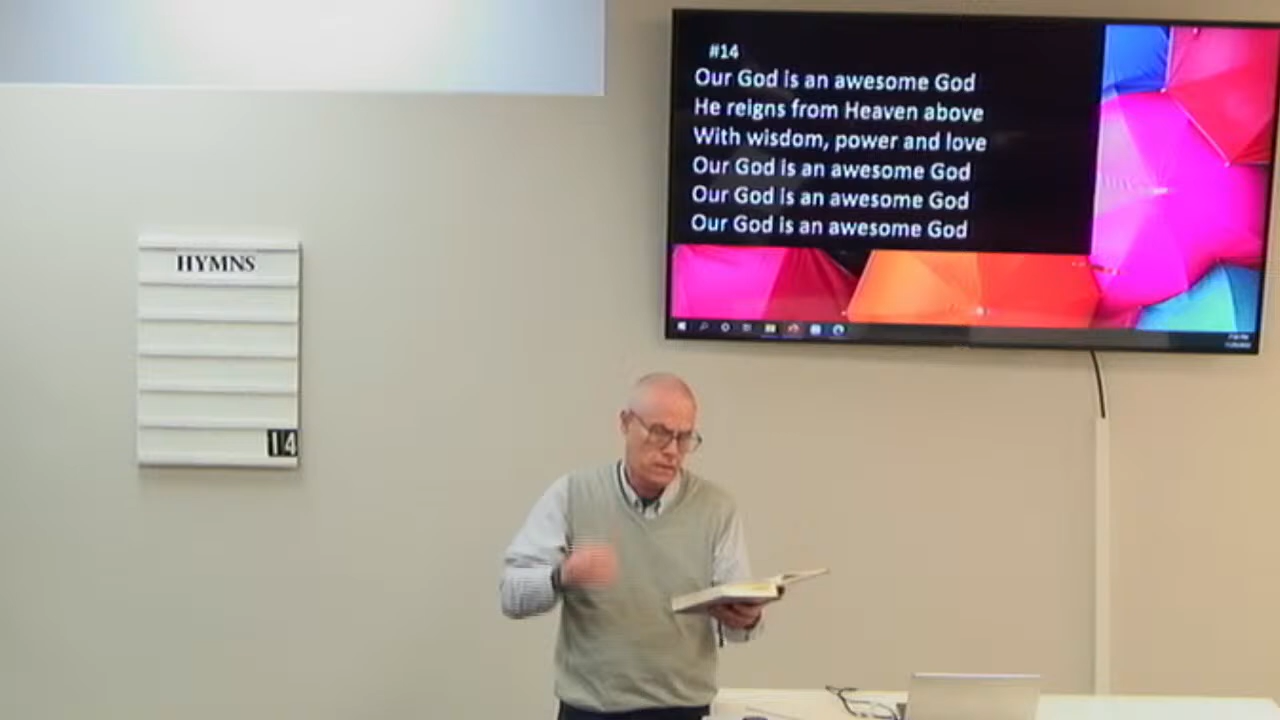 #14
Our God is an awesome God
He reigns from Heaven above
With wisdom, power and love
Our God is an awesome God
Our God is an awesome God
Our God is an awesome God
HYMNS
14